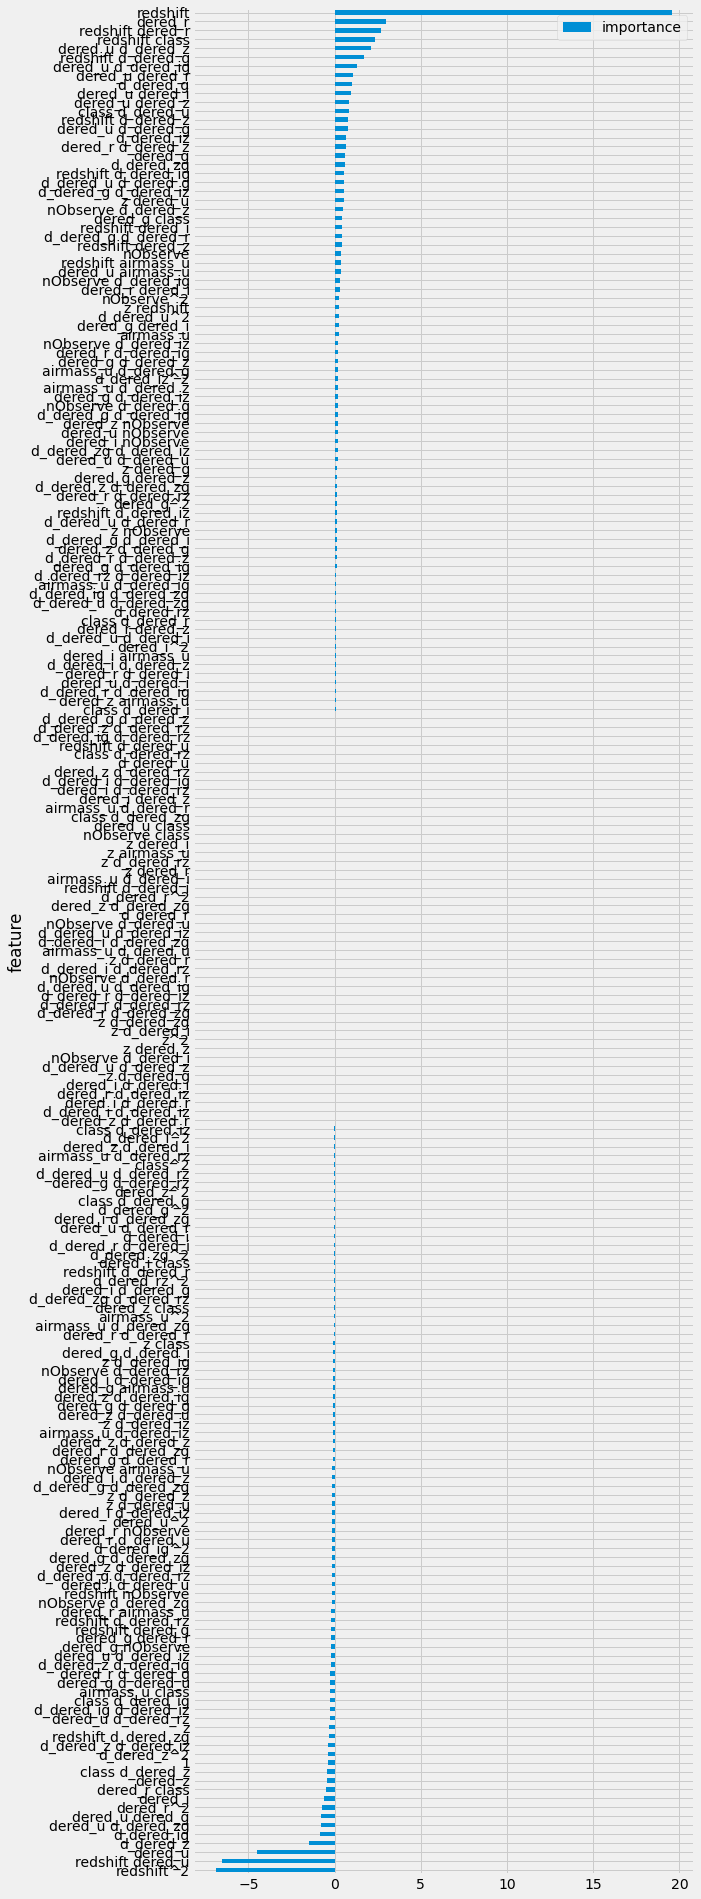 redshift
dered_r
redshift dered_r
redshift class
dered_u d_dered_z
redshift d_dered_g
dered_u d_dered_ig
dered_u dered_r
d_dered_g
dered_u dered_i
dered_u dered_z
class d_dered_u
redshift d_dered_z
dered_u d_dered_g
d_dered_iz
dered_r d_dered_z
dered_g
d_dered_zg
redshift d_dered_ig
d_dered_u d_dered_g
d_dered_g d_dered_iz
z dered_u
nObserve d_dered_z
dered_g class
redshift dered_i
d_dered_g d_dered_r
redshift dered_z
nObserve
redshift airmass_u
dered_u airmass_u
nObserve d_dered_ig
dered_r dered_i
nObserve^2
z redshift
d_dered_u^2
dered_g dered_i
airmass_u
nObserve d_dered_iz
dered_r d_dered_ig
dered_g d_dered_z
airmass_u d_dered_g
d_dered_iz^2
airmass_u d_dered_z
dered_g d_dered_iz
nObserve d_dered_g
d_dered_g d_dered_ig
dered_z nObserve
dered_u nObserve
dered_i nObserve
d_dered_zg d_dered_iz
dered_u d_dered_u
z dered_g
dered_g dered_z
d_dered_z d_dered_zg
dered_r d_dered_rz
dered_g^2
redshift d_dered_iz
d_dered_u d_dered_r
z nObserve
d_dered_g d_dered_i
dered_z d_dered_g
d_dered_r d_dered_z
dered_g d_dered_ig
d_dered_rz d_dered_iz
airmass_u d_dered_ig
d_dered_ig d_dered_zg
d_dered_u d_dered_zg
d_dered_rz
class d_dered_r
dered_i dered_z
d_dered_u d_dered_i
dered_i^2
dered_i airmass_u
d_dered_i d_dered_z
dered_r d_dered_i
dered_u d_dered_i
d_dered_r d_dered_ig
dered_z airmass_u
class d_dered_i
d_dered_g d_dered_z
d_dered_z d_dered_rz
d_dered_ig d_dered_rz
redshift d_dered_u
class d_dered_rz
d_dered_u
dered_z d_dered_rz
d_dered_i d_dered_ig
dered_i d_dered_rz
dered_i dered_z
airmass_u d_dered_r
class d_dered_zg
dered_u class
nObserve class
z dered_i
z airmass_u
z d_dered_rz
z dered_r
airmass_u d_dered_i
redshift d_dered_i
d_dered_r^2
dered_z d_dered_zg
d_dered_r
nObserve d_dered_u
d_dered_u d_dered_iz
d_dered_i d_dered_zg
airmass_u d_dered_u
z d_dered_r
d_dered_i d_dered_rz
nObserve d_dered_r
d_dered_u d_dered_ig
d_dered_r d_dered_iz
d_dered_r d_dered_rz
d_dered_r d_dered_zg
z d_dered_zg
z d_dered_i
z^2
z dered_z
nObserve d_dered_i
d_dered_u d_dered_z
z d_dered_g
dered_i d_dered_i
dered_r d_dered_iz
dered_i d_dered_r
d_dered_i d_dered_iz
dered_z d_dered_r
class d_dered_iz
d_dered_i^2
dered_z d_dered_i
airmass_u d_dered_rz
class^2
d_dered_u d_dered_rz
dered_g d_dered_rz
dered_z^2
class d_dered_g
d_dered_g^2
dered_i d_dered_zg
dered_u d_dered_r
d_dered_i
d_dered_r d_dered_i
d_dered_zg^2
dered_i class
redshift d_dered_r
d_dered_rz^2
dered_i d_dered_g
d_dered_zg d_dered_rz
dered_z class
airmass_u^2
airmass_u d_dered_zg
dered_r d_dered_r
z class
dered_g d_dered_i
z d_dered_ig
nObserve d_dered_rz
dered_i d_dered_ig
dered_g airmass_u
dered_z d_dered_ig
dered_g d_dered_g
dered_z d_dered_u
z d_dered_iz
airmass_u d_dered_iz
dered_z d_dered_z
dered_r d_dered_zg
dered_g d_dered_r
nObserve airmass_u
dered_i d_dered_z
d_dered_g d_dered_zg
z d_dered_z
z d_dered_u
dered_i d_dered_iz
dered_u^2
dered_r nObserve
dered_r d_dered_u
d_dered_ig^2
dered_g d_dered_zg
dered_z d_dered_iz
d_dered_g d_dered_rz
dered_i d_dered_u
redshift nObserve
nObserve d_dered_zg
dered_r airmass_u
redshift d_dered_rz
redshift dered_g
dered_g dered_r
dered_g nObserve
dered_u d_dered_iz
d_dered_z d_dered_ig
dered_r d_dered_g
dered_g d_dered_u
airmass_u class
class d_dered_ig
d_dered_ig d_dered_iz
dered_u d_dered_rz
z
redshift d_dered_zg
d_dered_z d_dered_iz
d_dered_z^2
1
class d_dered_z
dered_z
dered_r class
dered_i
dered_r^2
dered_u dered_g
dered_u d_dered_zg
d_dered_ig
d_dered_z
dered_u
redshift dered_u
redshift^2
feature
importance
−5
0
5
10
15
20